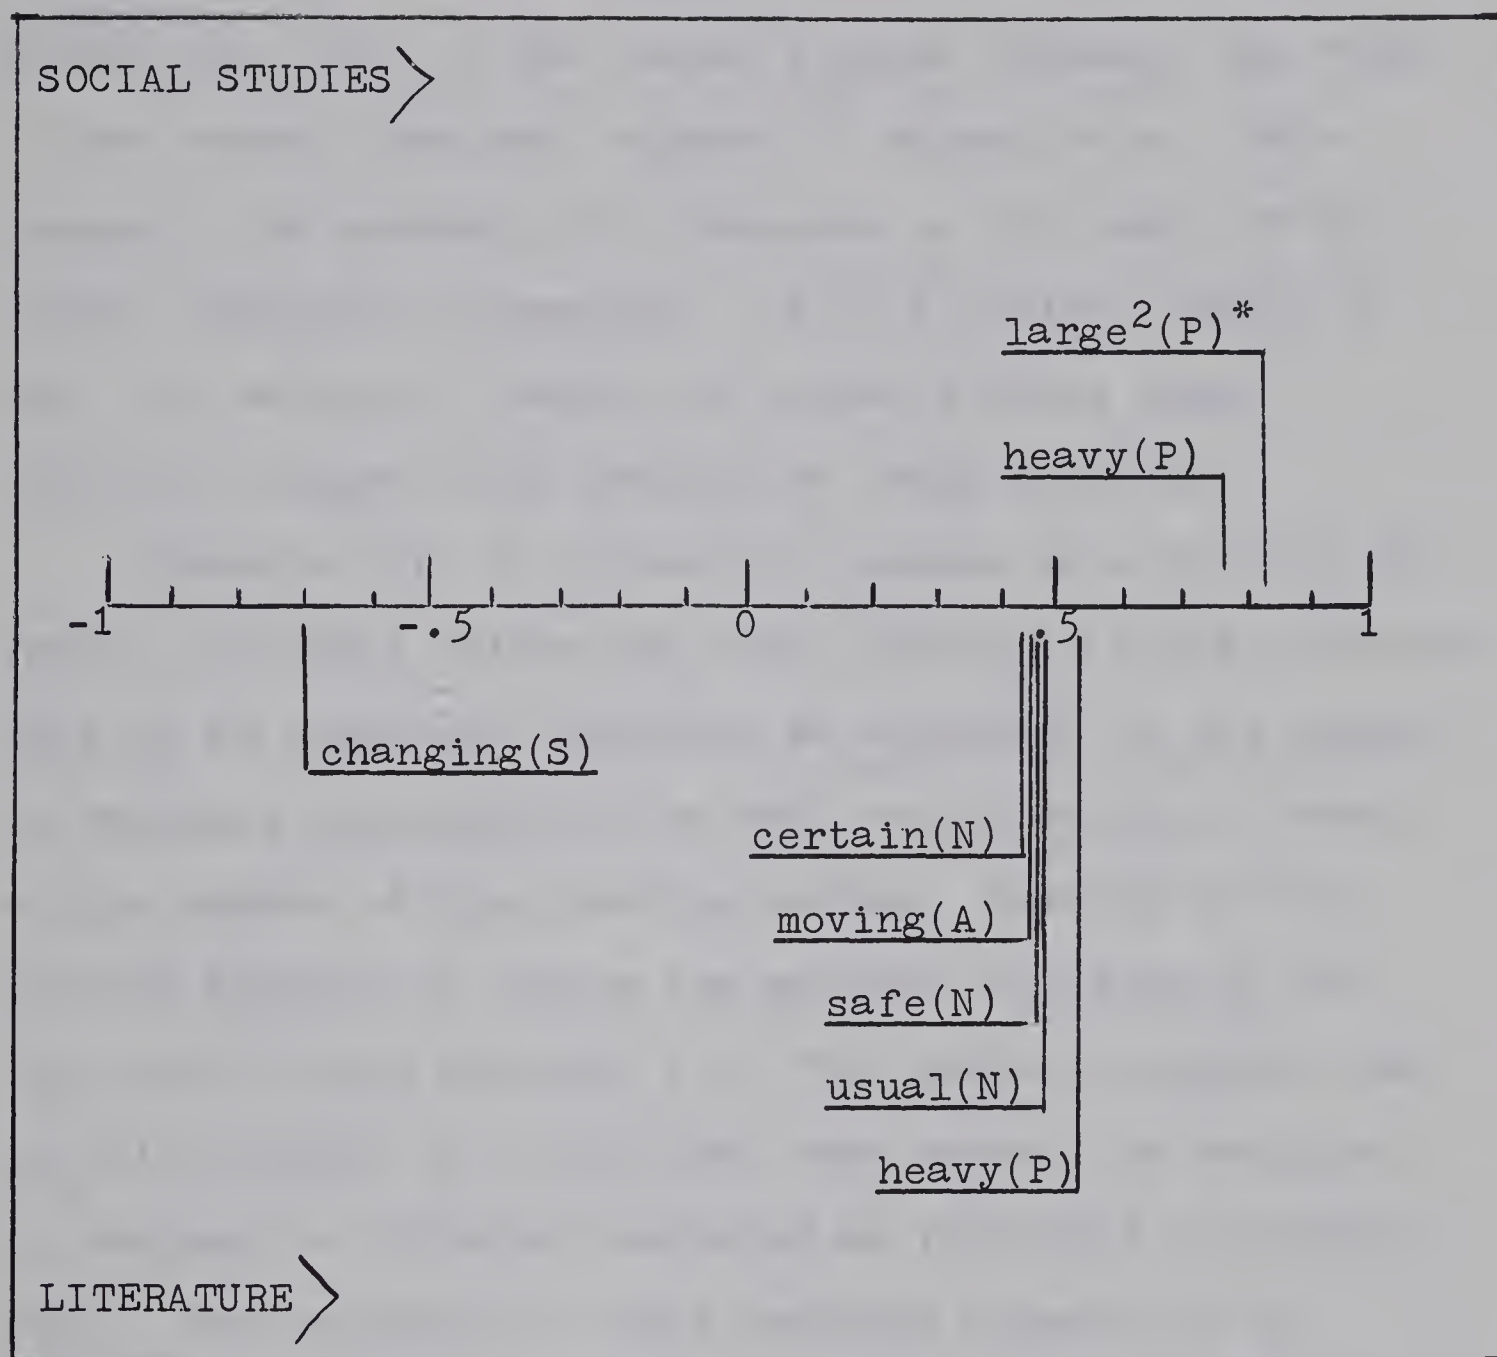 SOCIAL STUDIES
large²(P)*
heavy(P)
-1 -.5 0 .5 1
changing(S)
certain(N)
moving(A)
safe(N)
usual(N)
heavy(P)
LITERATURE